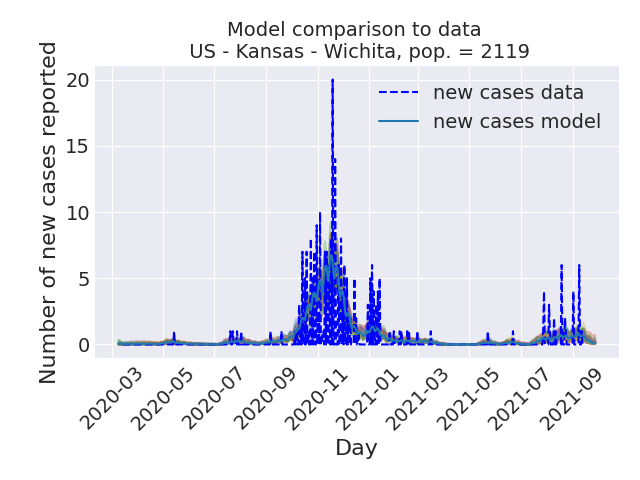 Model comparison to data
US - Kansas - Wichita, pop. = 2119
Number of new cases reported
20
15
10
5
0
new cases data
new cases model
2020-03
2020-05
2020-07
2020-09
2020-11
2021-01
2021-03
2021-05
2021-07
2021-09
Day